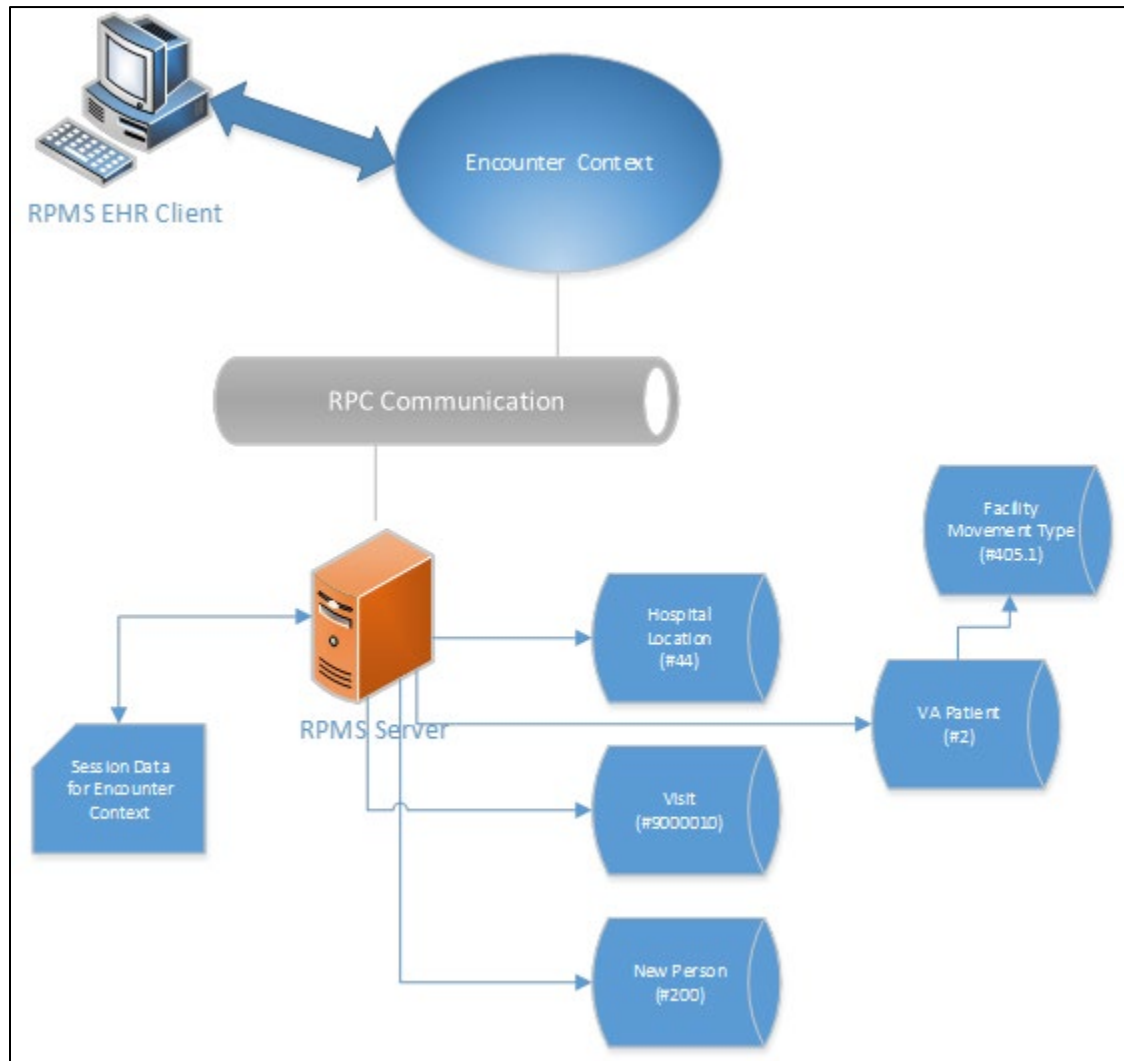 Encounter Context
RPMS EHR Client
RPC Communication
Facility
Movement Type
(#405.1)
Hospital
Location
(#44)
VA Patient
(#2)
RPMS Server
Session Data
for Encounter
Context
Visit
(#9000010)
New Person
(#200)